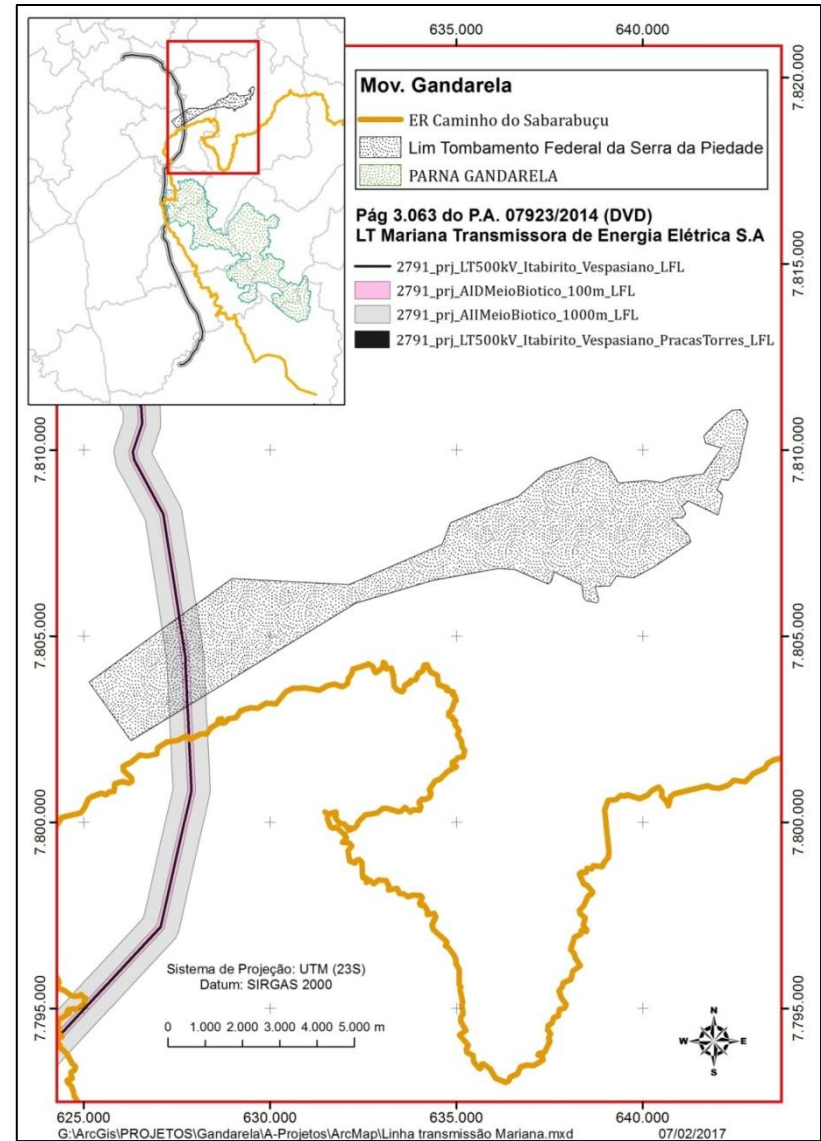 635.000
640.000
7.820.000
7.820.000
Mov. Gandarela
ER Caminho do Sabarabuçu
Lim Tombamento Federal da Serra da Piedade
PARNA GANDARELA
Pág 3.063 do P.A. 07923/2014 (DVD)
LT Mariana Transmissora de Energia Elétrica S.A
2791_prj_LT500kV_Itabirito_Vespasiano_LFL
2791_prj_AIDMeioBiotico_100m_LFL
2791_prj_AIIMeioBiotico_1000m_LFL
2791_prj_LT500kV_Itabirito_Vespasiano_PracasTorres_LFL
7.815.000
7.810.000
7.810.000
7.805.000
7.805.000
7.800.000
7.800.000
7.795.000
7.795.000
Sistema de Projeção: UTM (23S)
Datum: SIRGAS 2000
0 1.000 2.000 3.000 4.000 5.000 m
N
W E
S
625.000
630.000
635.000
640.000
G:\ArcGis\PROJETOS\Gandarela\A-Projetos\ArcMap\Linha transmissão Mariana.mxd
07/02/2017